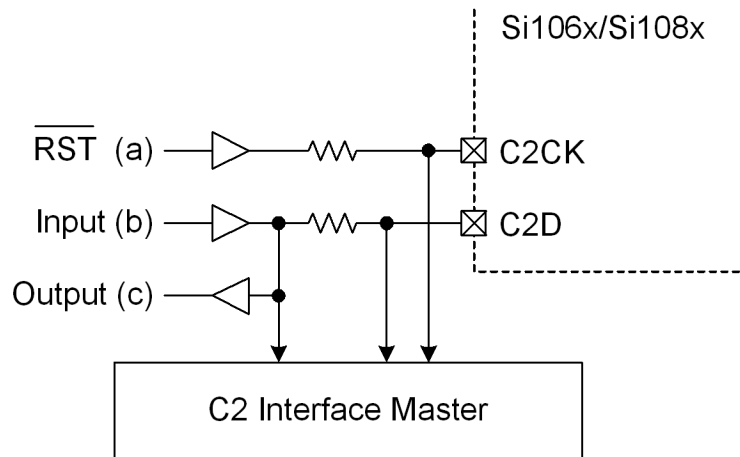 Si106x/Si108x
RST (a)
C2CK
Input (b)
C2D
Output (c)
C2 Interface Master